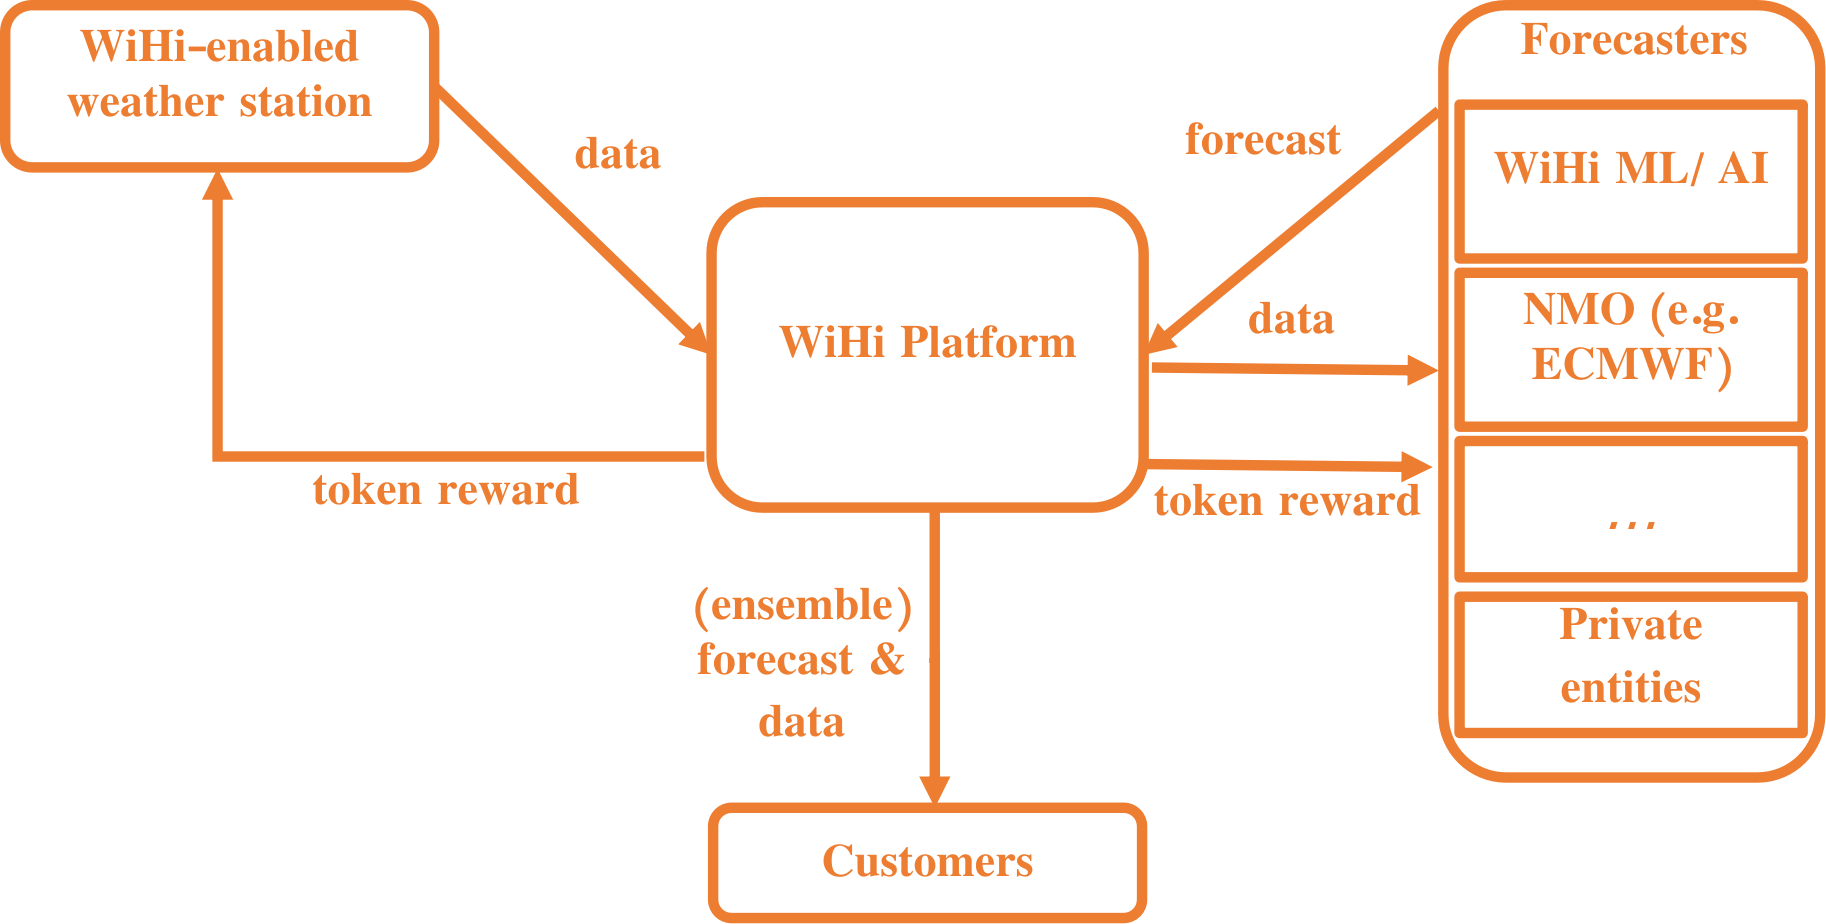 WiHi-enabled
weather station
data
token reward
WiHi Platform
(ensemble)
forecast &
data
Customers
forecast
data
token reward
Forecasters
WiHi ML/ AI
NMO (e.g.
ECMWF)
...
Private
entities